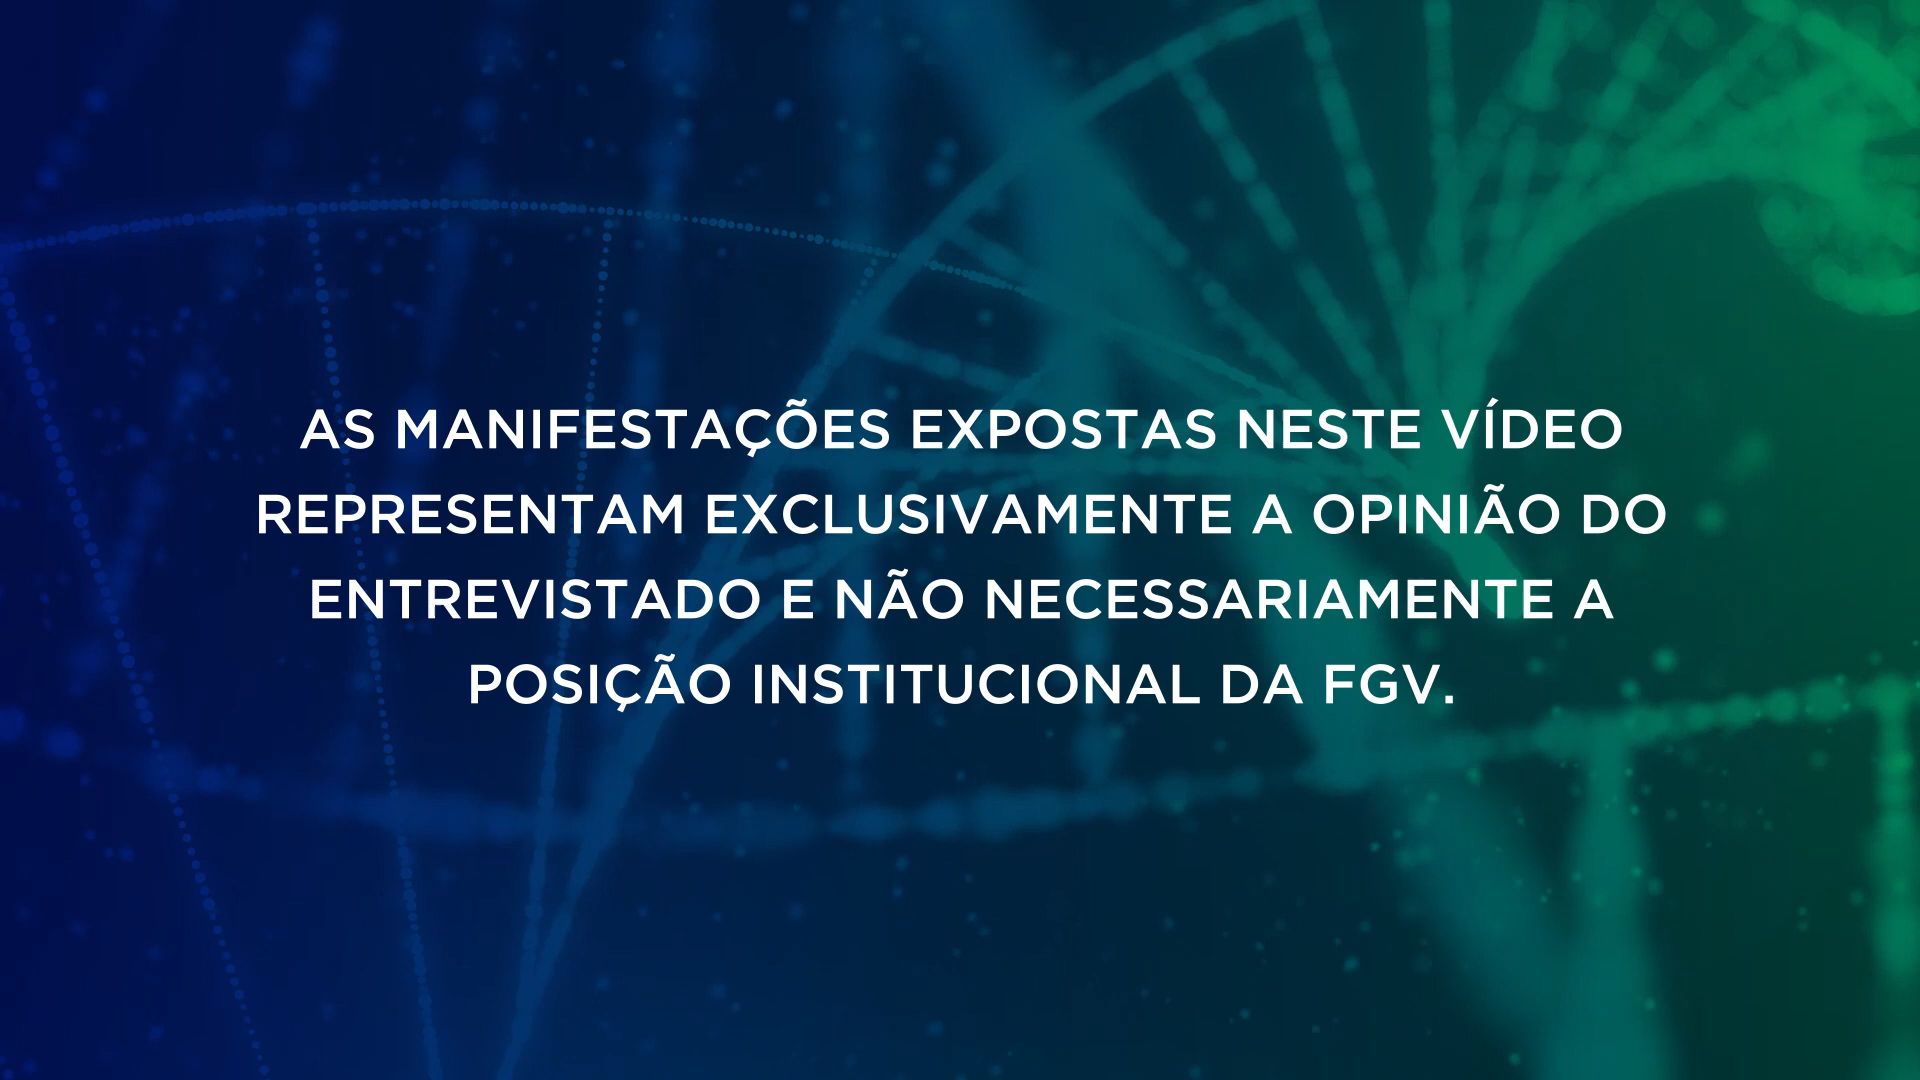 AS MANIFESTAÇÕES EXPOSTAS NESTE VÍDEO
REPRESENTAM EXCLUSIVAMENTE A OPINIÃO DO
ENTREVISTADO E NÃO NECESSARIAMENTE A
POSIÇÃO INSTITUCIONAL DA FGV.